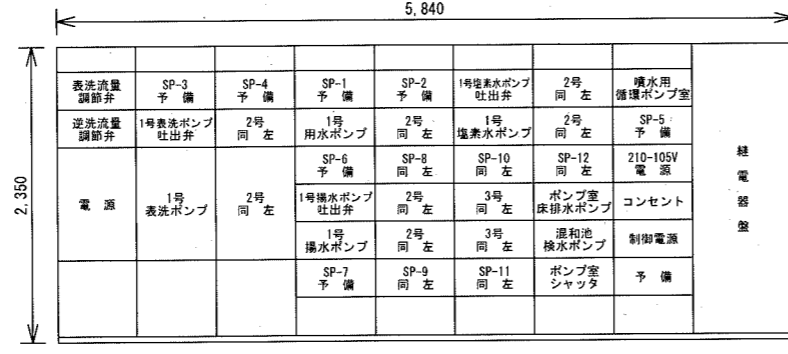 5,840
2,350
表洗流量
調節弁
SP-3
予 備
SP-4
予 備
SP-1
予 備
SP-2
予 備
1号塩素水ポンプ
吐出弁
2号
同 左
噴水用
循環ポンプ室
逆洗流量
調節弁
1号表洗ポンプ
吐出弁
2号
同 左
1号
用水ポンプ
2号
同 左
1号
塩素水ポンプ
2号
同 左
SP-5
予 備
電 源
1号
表洗ポンプ
2号
同 左
SP-6
予 備
SP-8
同 左
SP-10
同 左
SP-12
同 左
210-105V
電 源
1号揚水ポンプ
吐出弁
2号
同 左
3号
同 左
ポンプ室
床排水ポンプ
コンセント
1号
揚水ポンプ
2号
同 左
3号
同 左
混和池
検水ポンプ
制御電源
SP-7
予 備
SP-9
同 左
SP-11
同 左
ポンプ室
シャッタ
予 備
継電器盤